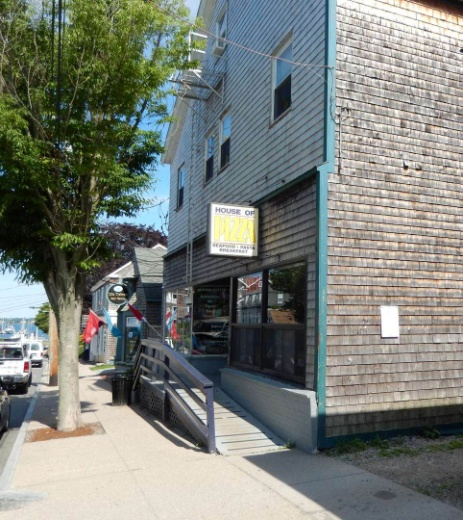 HOUSE OF
PIZZA
SEAFOOD • PASTA
BREAKFAST